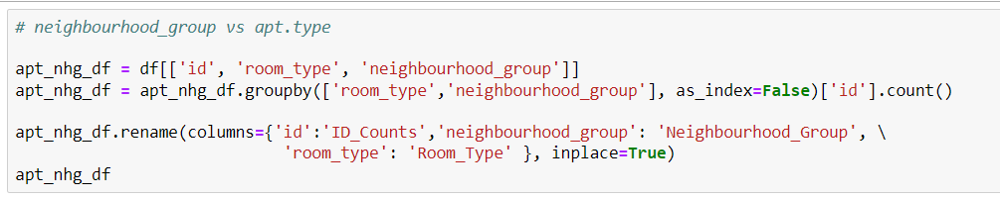 # neighbourhood_group vs apt.type
apt_nhg_df = df[['id', 'room_type', 'neighbourhood_group']]
apt_nhg_df = apt_nhg_df.groupby(['room_type','neighbourhood_group'], as_index=False)['id'].count()
apt_nhg_df.rename(columns={'id':'ID_Counts','neighbourhood_group': 'Neighbourhood_Group', \
'room_type': 'Room_Type' }, inplace=True)
apt_nhg_df